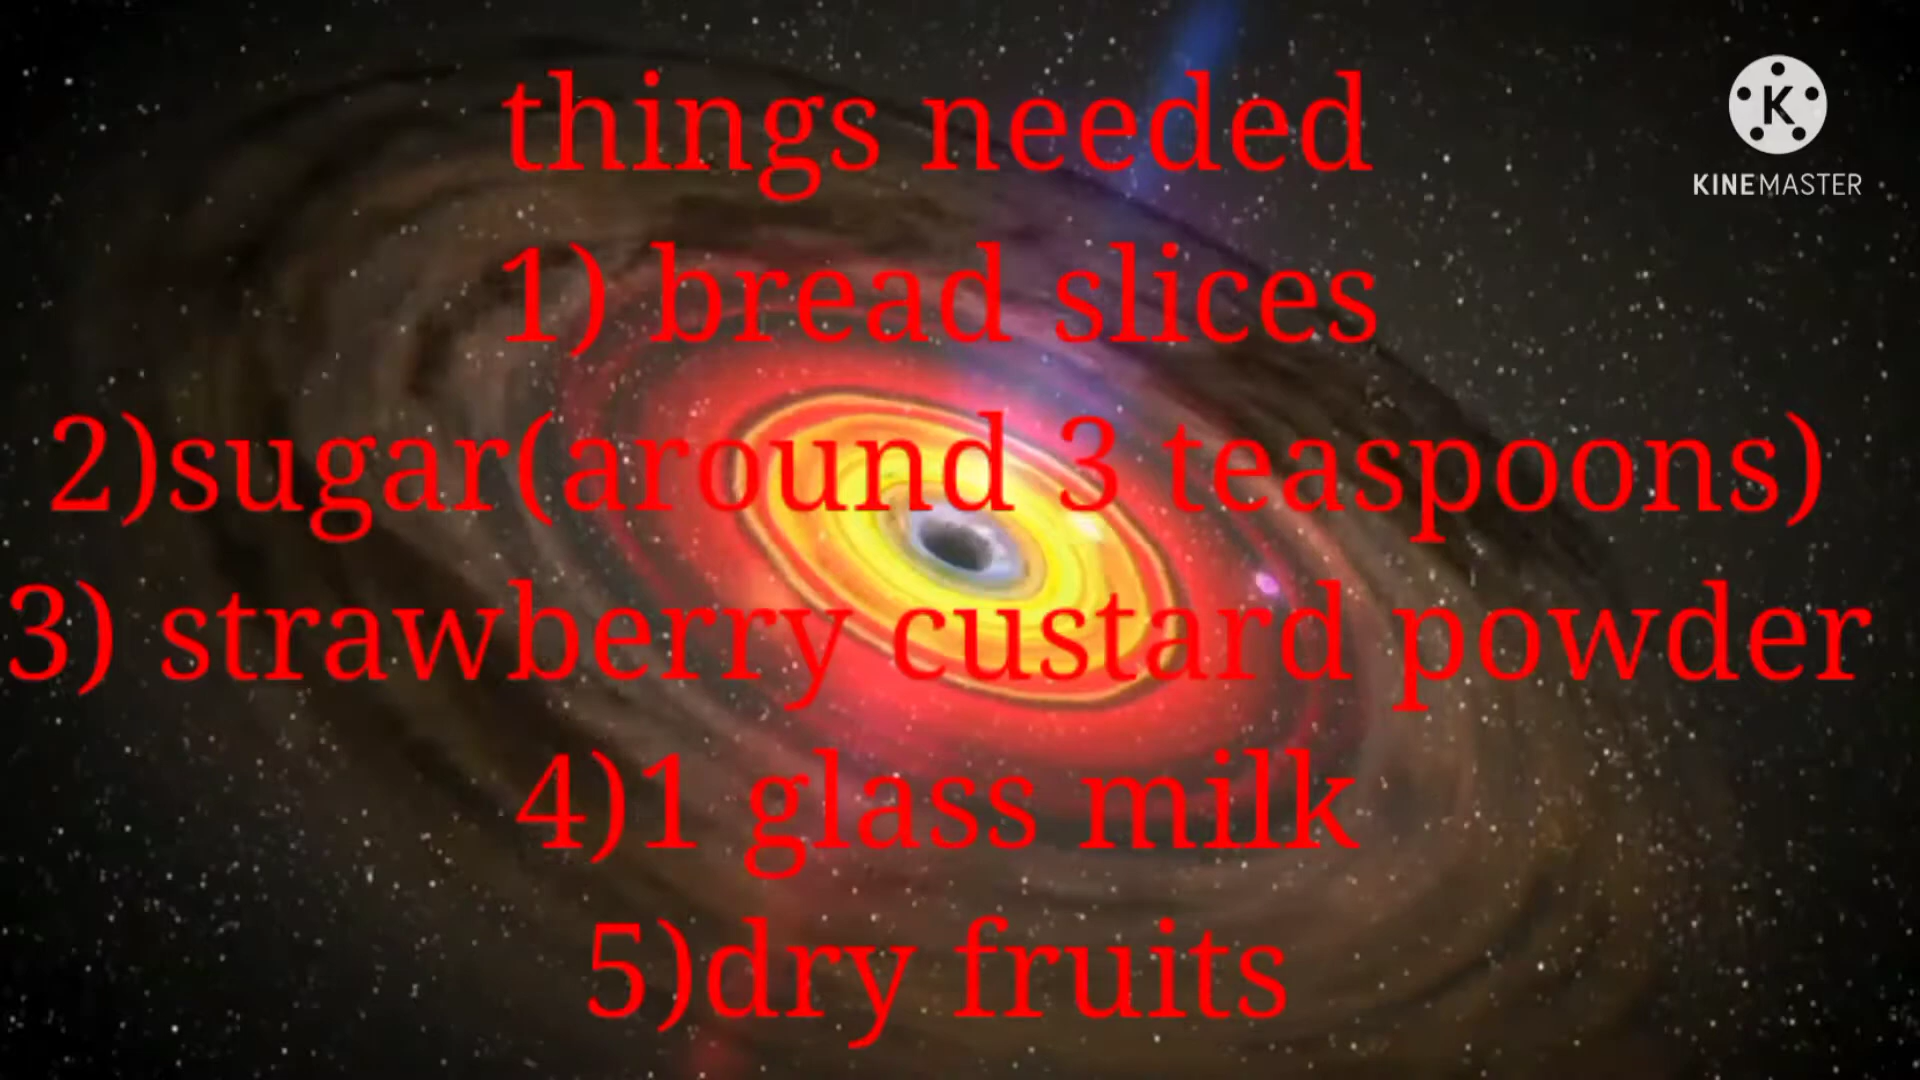 things needed
1) bread slices
2)sugar(around 3 teaspoons)
3) strawberry custard powder
4)1 glass milk
5)dry fruits
K
KINEMASTER